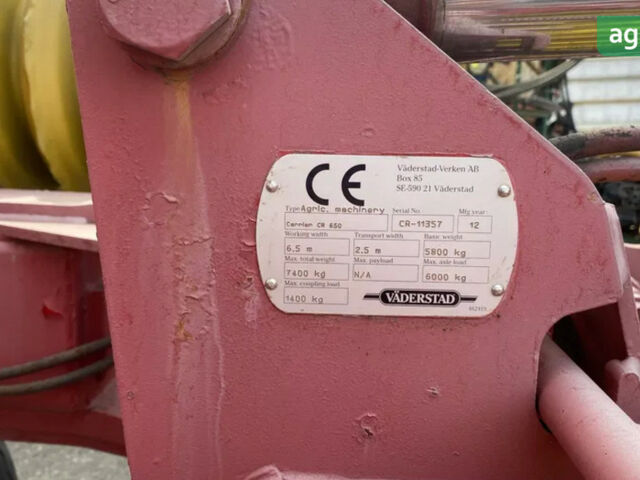 ag
CE
Väderstad-Verken AB
Box 85
SE-590 21 Väderstad
Type Agric. machinery Serial No. Mfg year:
Carrier CR 650 CR-11357 12
Working width Transport width Basic weight
6.5 m 2.5 m 5800 kg
Max. total weight Max. payload Max. axle load
7400 kg N/A 6000 kg
Max. coupling load
1400 kg VÄDERSTAD